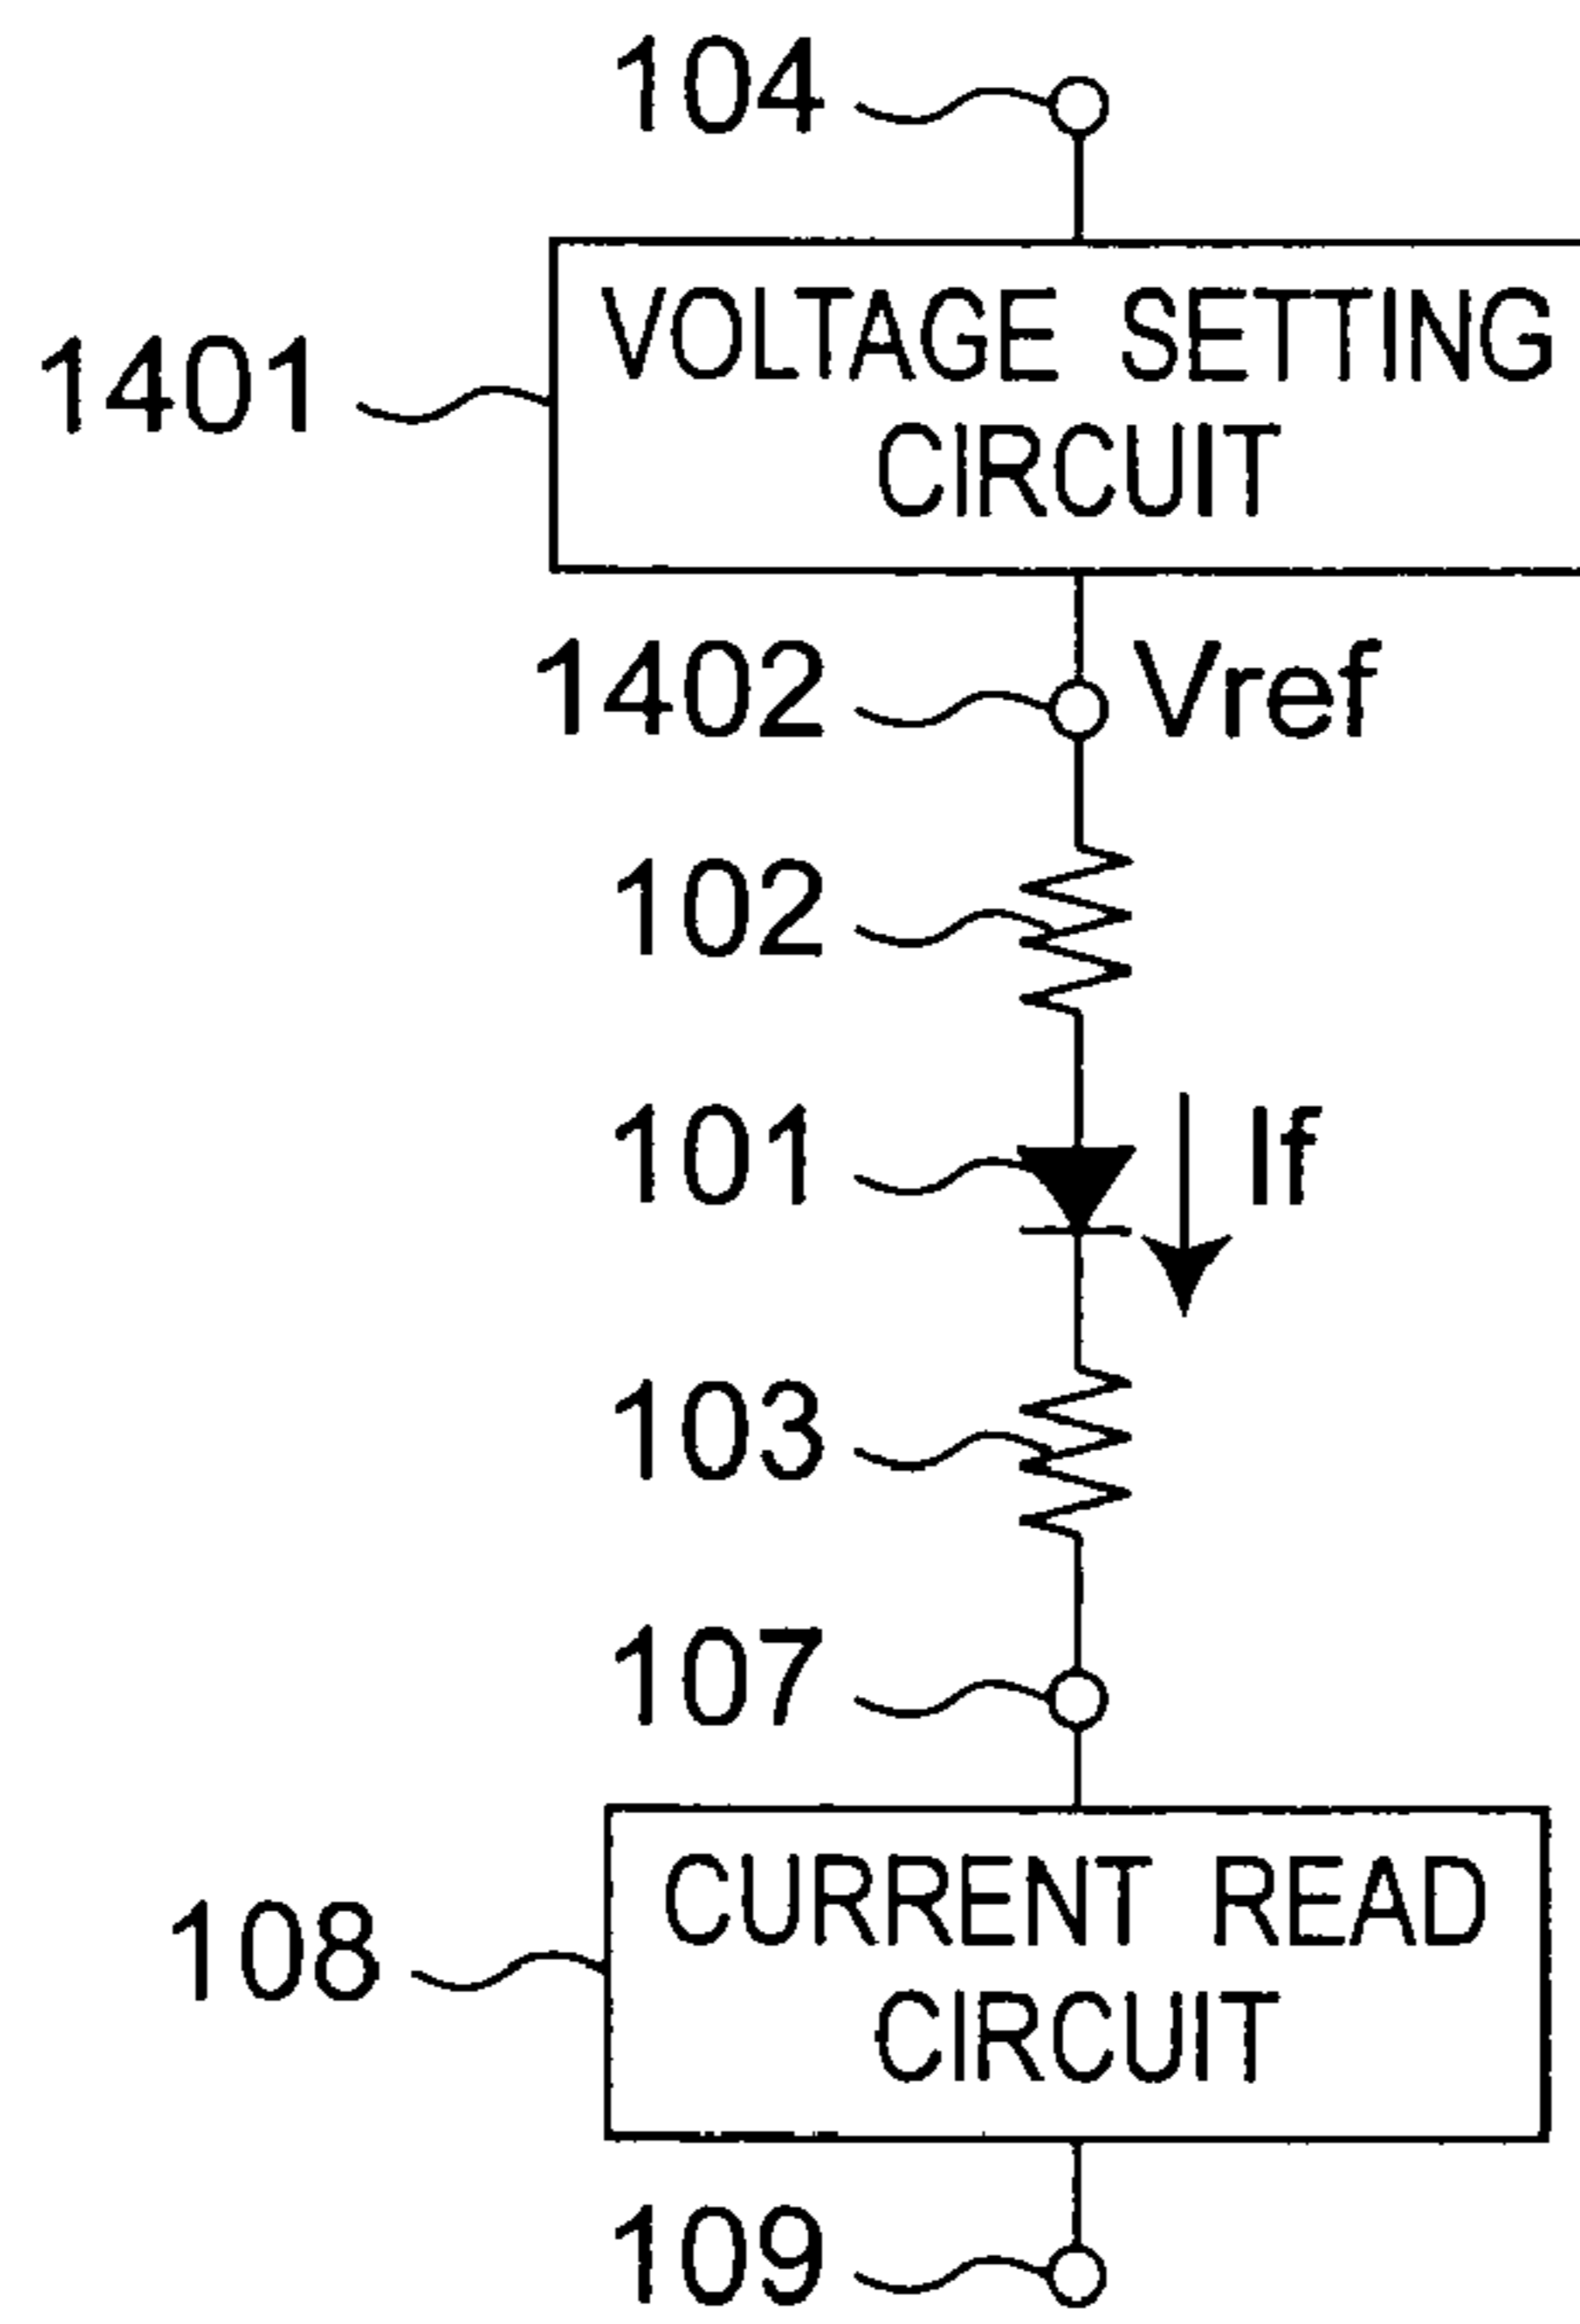 104
VOLTAGE SETTING
CIRCUIT
1401
1402 Vref
102
101 If
103
107
CURRENT READ
CIRCUIT
108
109